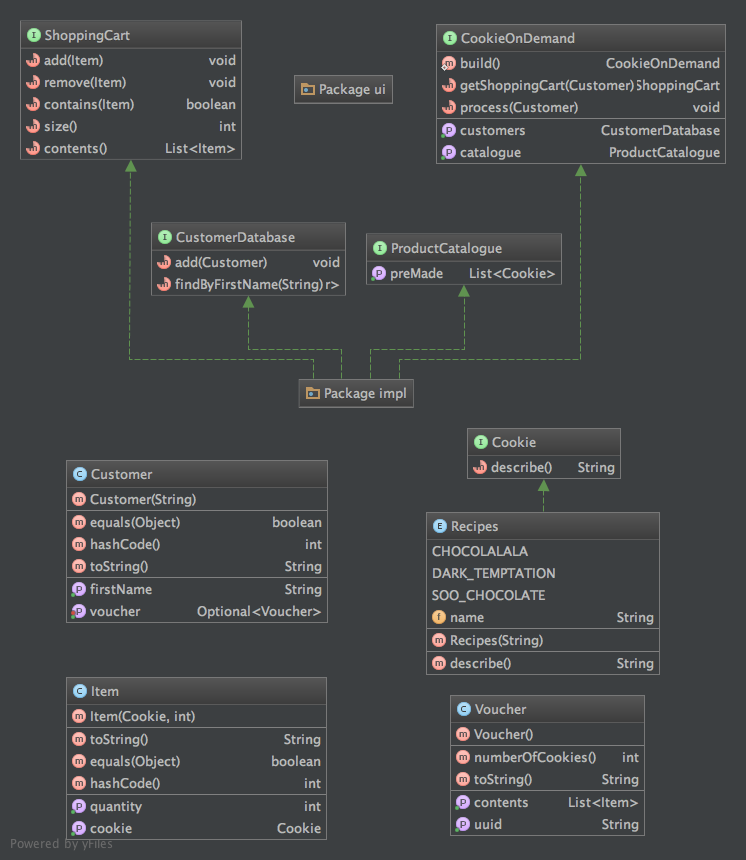 ShoppingCart
add(Item) void
remove(Item) void
contains(Item) boolean
size() int
contents() List<Item>
Package ui
CookieOnDemand
build() CookieOnDemand
getShoppingCart(Customer) ShoppingCart
process(Customer) void
customers CustomerDatabase
catalogue ProductCatalogue
CustomerDatabase
add(Customer) void
findByFirstName(String) r>
ProductCatalogue
preMade List<Cookie>
Package impl
Cookie
describe() String
Customer
Customer(String)
equals(Object) boolean
hashCode() int
toString() String
firstName String
voucher Optional<Voucher>
Recipes
CHOCOLALALA
DARK_TEMPTATION
SOO_CHOCOLATE
name String
Recipes(String)
describe() String
Item
Item(Cookie, int)
toString() String
equals(Object) boolean
hashCode() int
quantity int
cookie Cookie
Voucher
Voucher()
numberOfCookies() int
toString() String
contents List<Item>
uuid String
Powered by yFiles